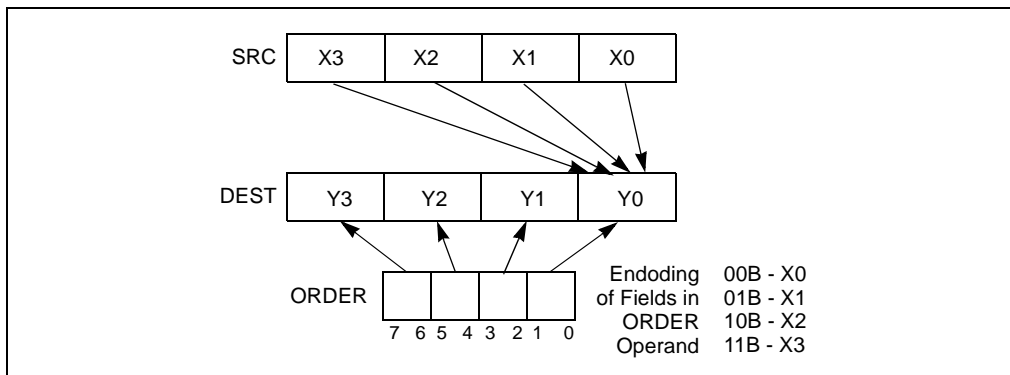 SRC X3 X2 X1 X0
DEST Y3 Y2 Y1 Y0
ORDER
7 6 5 4 3 2 1 0
Endoding 00B - X0
of Fields in 01B - X1
ORDER 10B - X2
Operand 11B - X3